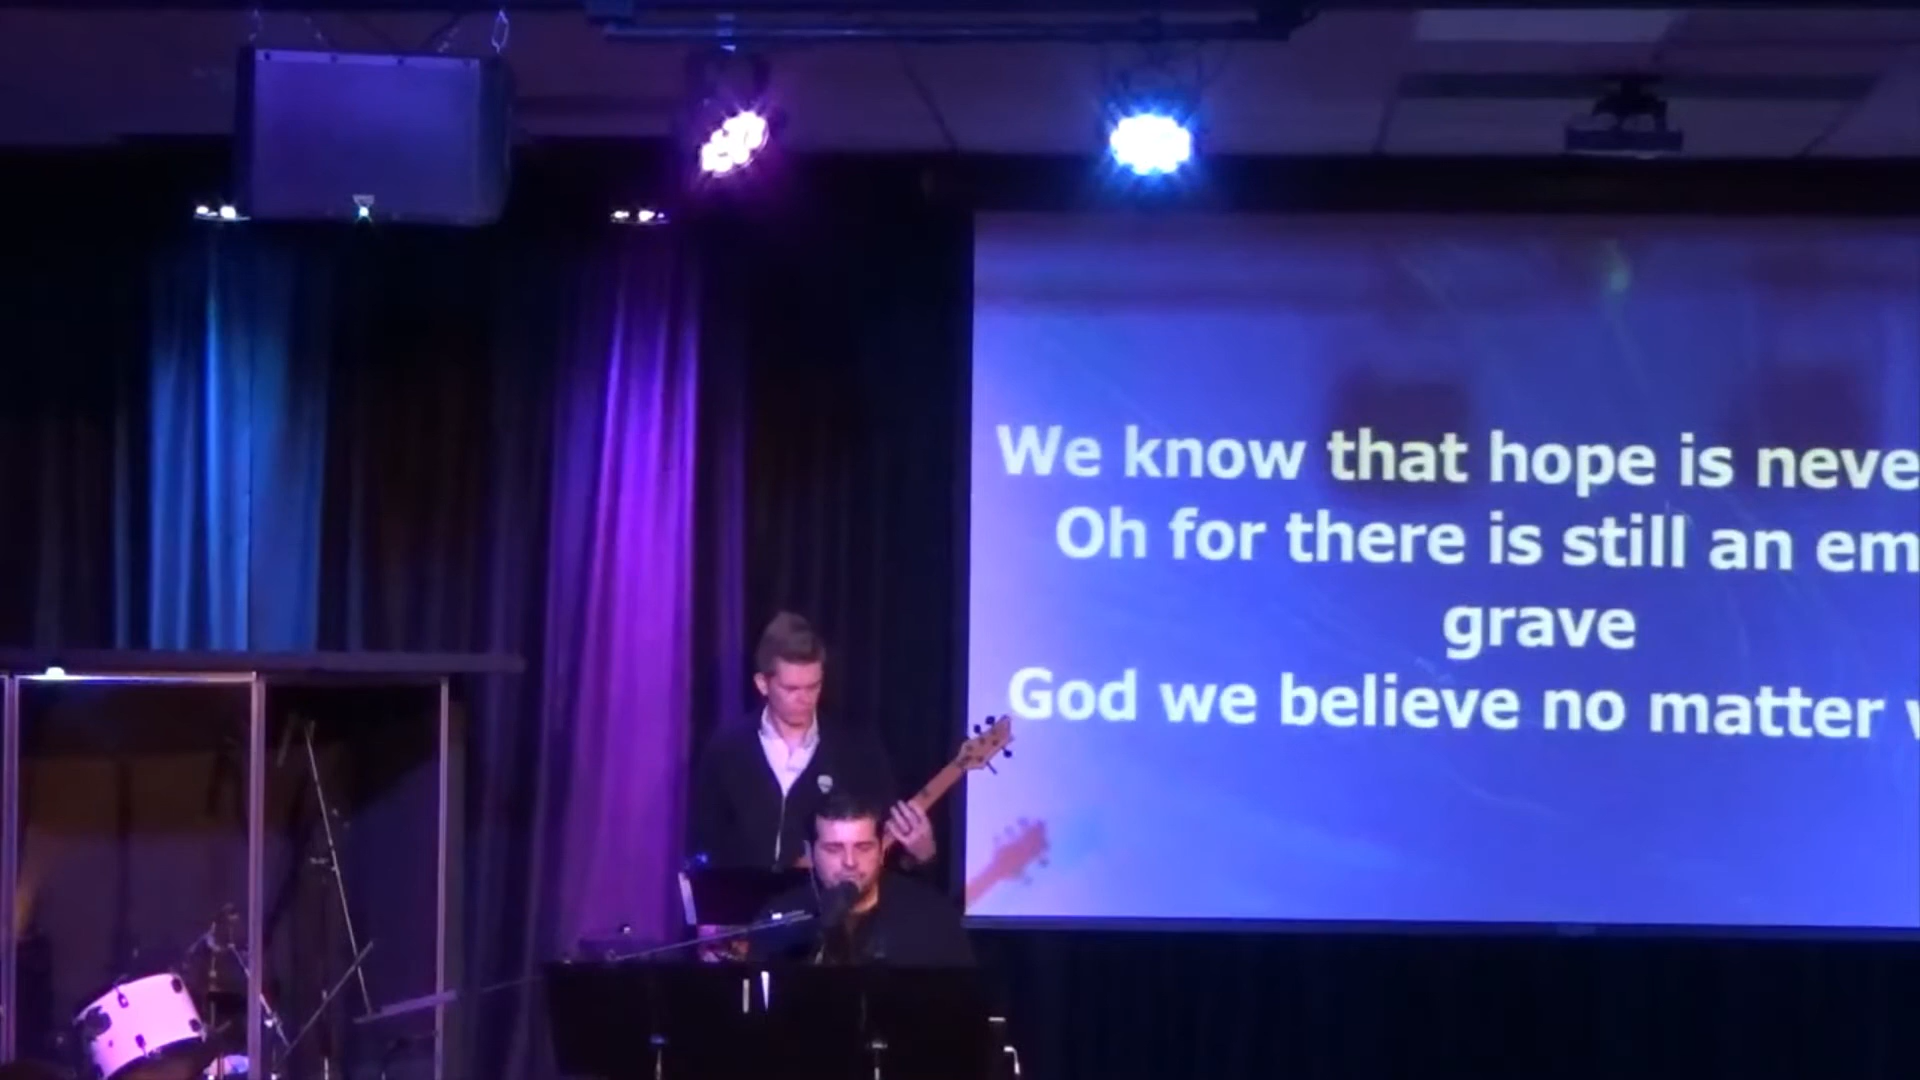 We know that hope is neve
Oh for there is still an em
grave
God we believe no matter